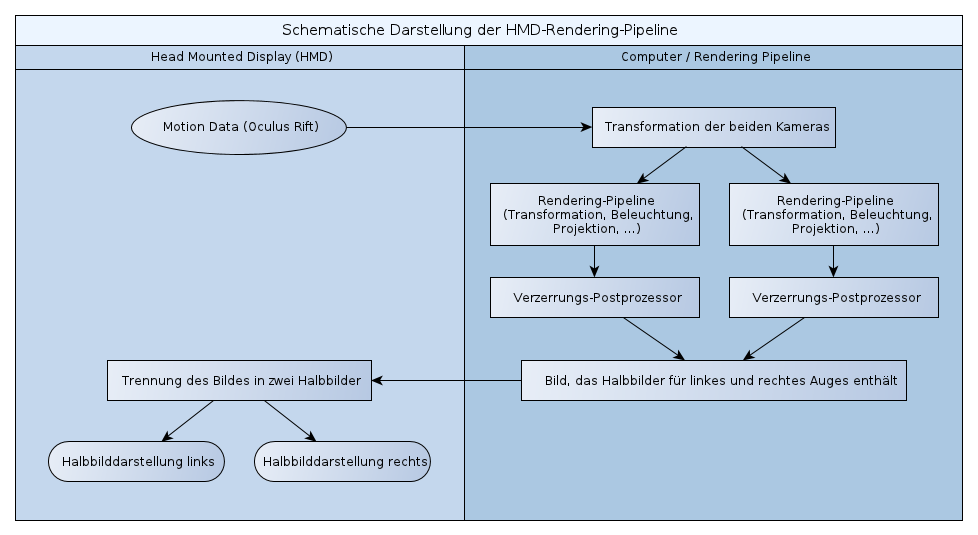 Schematische Darstellung der HMD-Rendering-Pipeline
Head Mounted Display (HMD)
Computer / Rendering Pipeline
Motion Data (Oculus Rift)
Transformation der beiden Kameras
Rendering-Pipeline
(Transformation, Beleuchtung,
Projektion, ...)
Rendering-Pipeline
(Transformation, Beleuchtung,
Projektion, ...)
Verzerrungs-Postprozessor
Verzerrungs-Postprozessor
Bild, das Halbbilder für linkes und rechtes Auges enthält
Trennung des Bildes in zwei Halbbilder
Halbbilddarstellung links
Halbbilddarstellung rechts